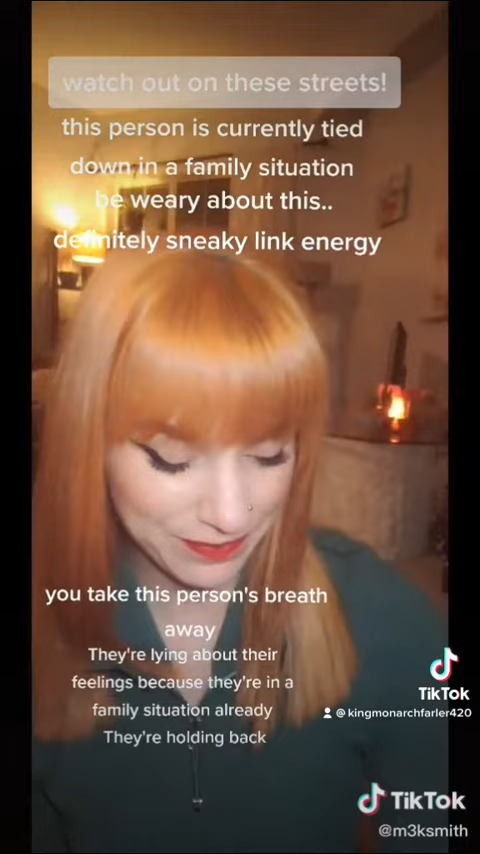 watch out on these streets!
this person is currently tied
down in a family situation
be weary about this..
definitely sneaky link energy
you take this person's breath
away
They're lying about their
feelings because they're in a
family situation already
They're holding back
TikTok
@kingmonarchfarler420
TikTok
@m3ksmith